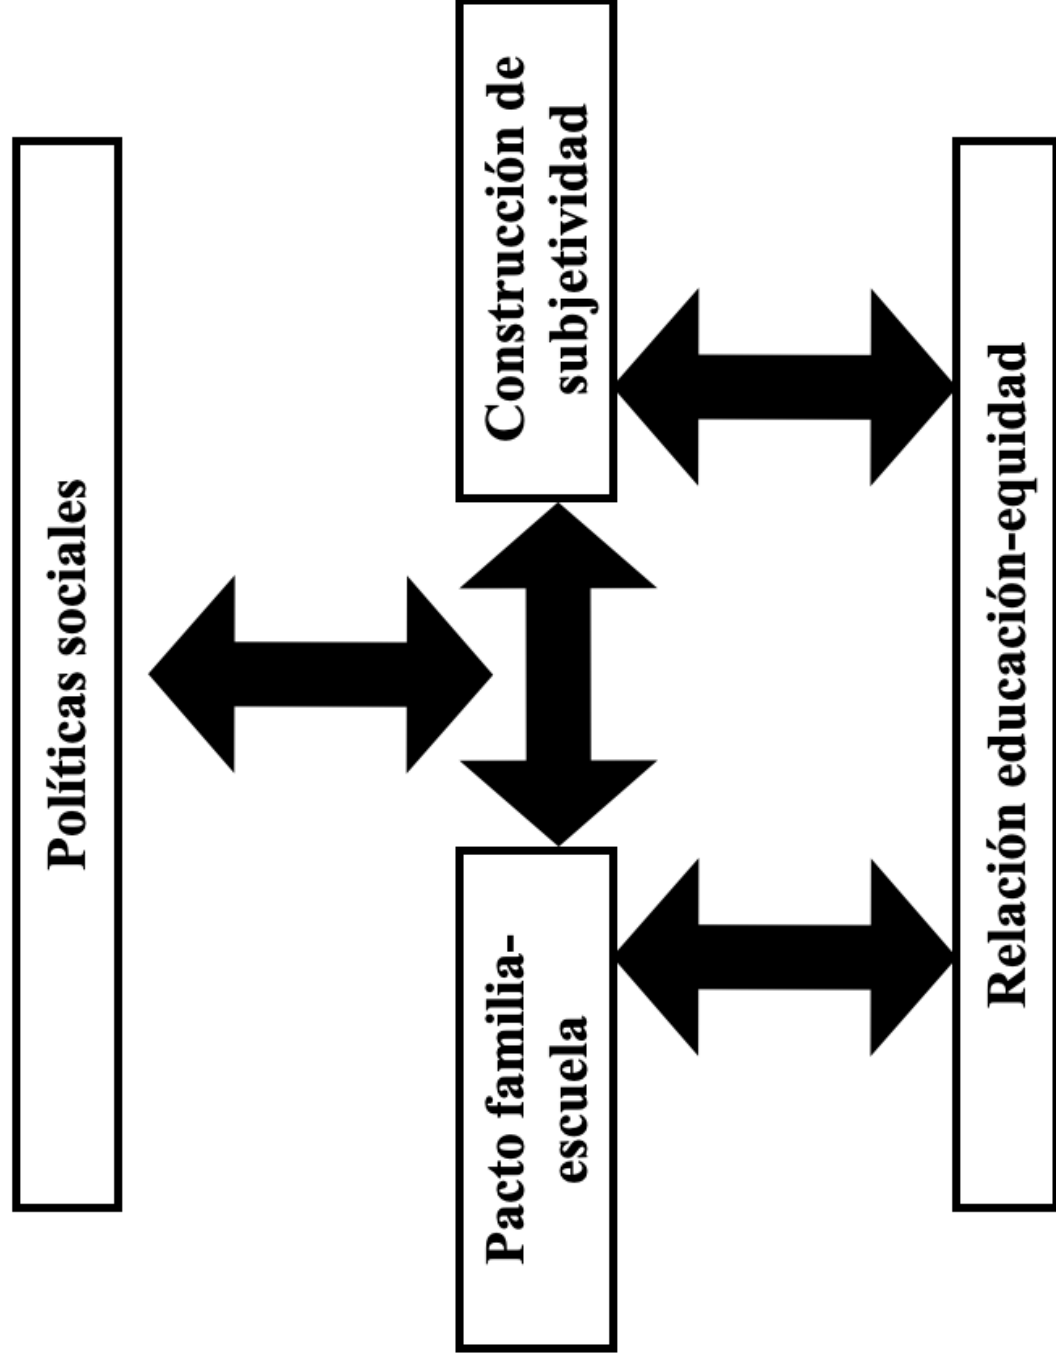 Políticas sociales
Pacto familia-
escuela
Construcción de
subjetividad
Relación educación-equidad